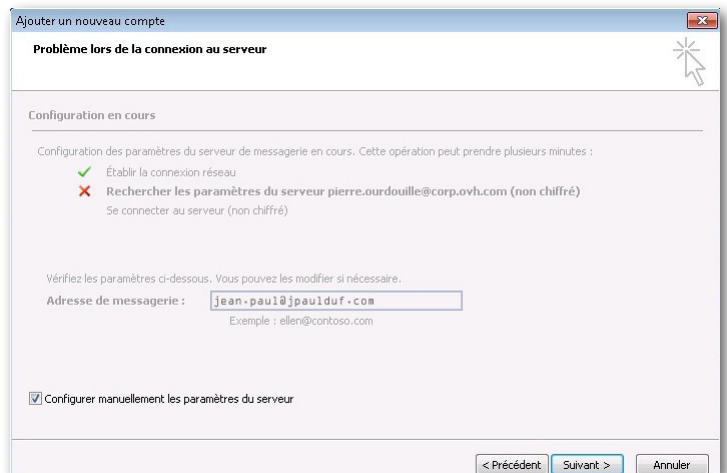 Ajouter un nouveau compte
Problème lors de la connexion au serveur
Configuration en cours
Configuration des paramètres du serveur de messagerie en cours. Cette opération peut prendre plusieurs minutes :
Établir la connexion réseau
Rechercher les paramètres du serveur pierre.ourdouille@corp.ovh.com (non chiffré)
Se connecter au serveur (non chiffré)
Vérifiez les paramètres ci-dessous. Vous pouvez les modifier si nécessaire.
Adresse de messagerie : jean-paul@jpaulduf.com
Exemple : ellen@contoso.com
Configurer manuellement les paramètres du serveur
< Précédent Suivant > Annuler